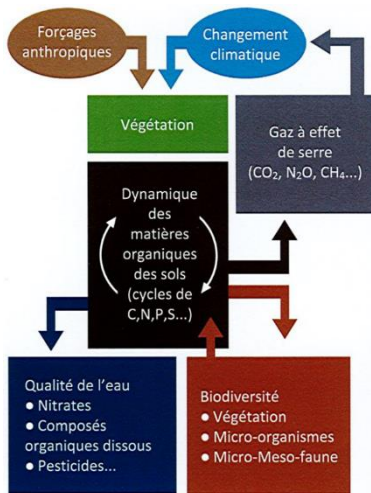 Forçages
anthropiques
Changement
climatique
Végétation
Gaz à effet
de serre
(CO₂, N₂O, CH₄...)
Dynamique
des
matières
organiques
des sols
(cycles de
C,N,P,S...)
Qualité de l'eau
● Nitrates
● Composés
organiques dissous
● Pesticides...
Biodiversité
● Végétation
● Micro-organismes
● Micro-Meso-faune